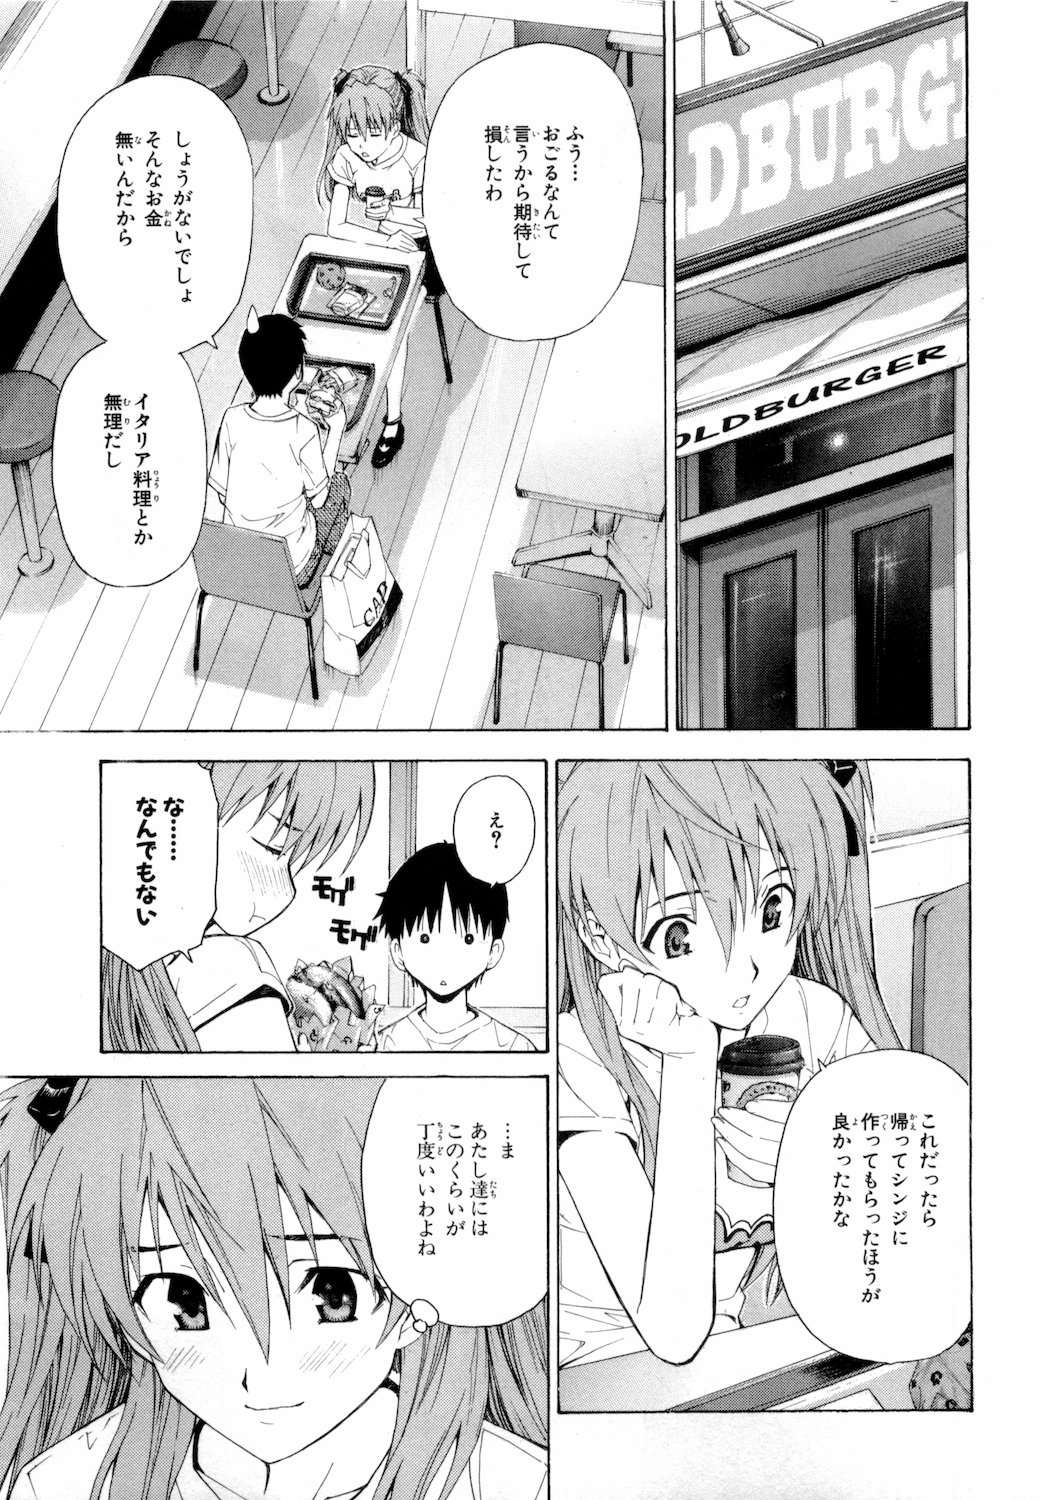 LDBURGE
OLDBURGER
ふう…
おごるなんて
言うから期待して
損したわ
しょうがないでしょ
そんなお金
無いんだから
イタリア料理とか
無理だし
GAP
これだったら
帰ってシンジに
作ってもらったほうが
良かったかな
え?
モグ
モグ
な……
なんでもない
…ま
あたし達には
このくらいが
丁度いいわよね